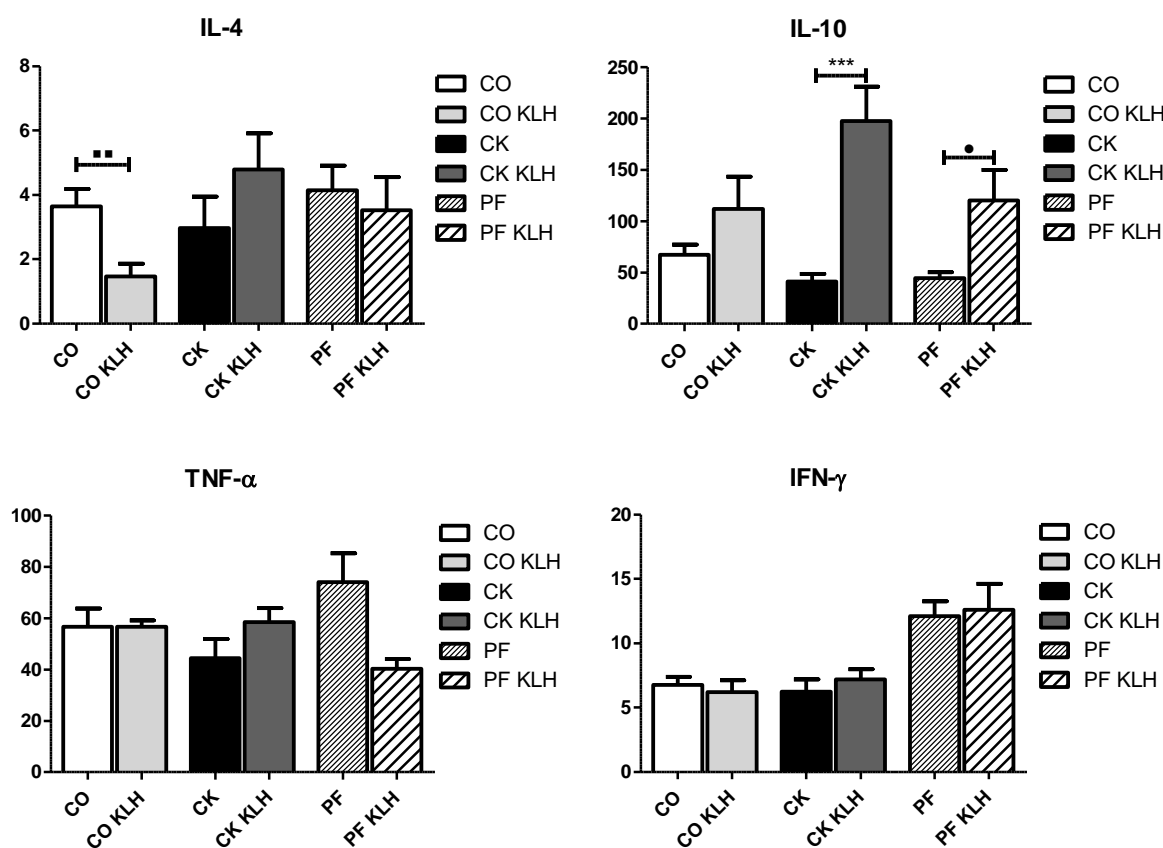 IL-4
8
6
4
2
0
CO
CO KLH
CK
CK KLH
PF
PF KLH
CO
CO KLH
CK
CK KLH
PF
PF KLH
IL-10
250
200
150
100
50
0
***
CO
CO KLH
CK
CK KLH
PF
PF KLH
CO
CO KLH
CK
CK KLH
PF
PF KLH
TNF-α
100
80
60
40
20
0
CO
CO KLH
CK
CK KLH
PF
PF KLH
CO
CO KLH
CK
CK KLH
PF
PF KLH
IFN-γ
20
15
10
5
0
CO
CO KLH
CK
CK KLH
PF
PF KLH
CO
CO KLH
CK
CK KLH
PF
PF KLH